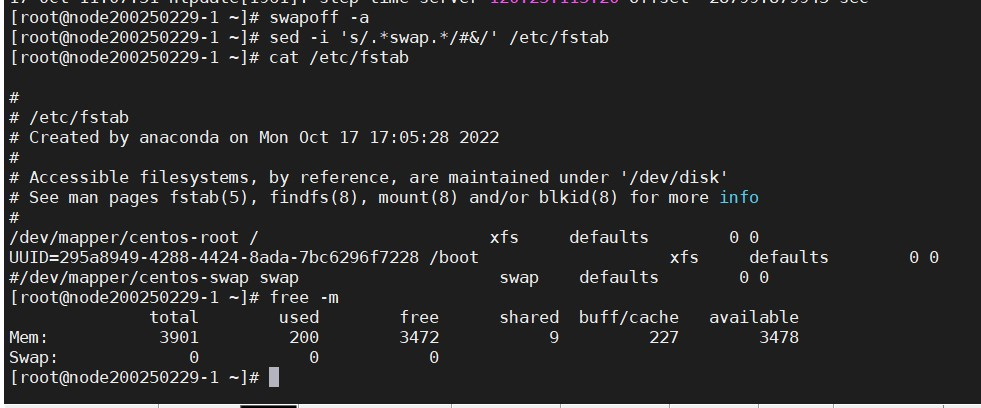 [root@node200250229-1 ~]# swapoff -a
[root@node200250229-1 ~]# sed -i 's/.*swap.*/#&/' /etc/fstab
[root@node200250229-1 ~]# cat /etc/fstab
#
# /etc/fstab
# Created by anaconda on Mon Oct 17 17:05:28 2022
#
# Accessible filesystems, by reference, are maintained under '/dev/disk'
# See man pages fstab(5), findfs(8), mount(8) and/or blkid(8) for more info
#
/dev/mapper/centos-root / xfs defaults 0 0
UUID=295a8949-4288-4424-8ada-7bc6296f7228 /boot xfs defaults 0 0
#/dev/mapper/centos-swap swap swap defaults 0 0
[root@node200250229-1 ~]# free -m
total used free shared buff/cache available
Mem: 3901 200 3472 9 227 3478
Swap: 0 0 0
[root@node200250229-1 ~]#